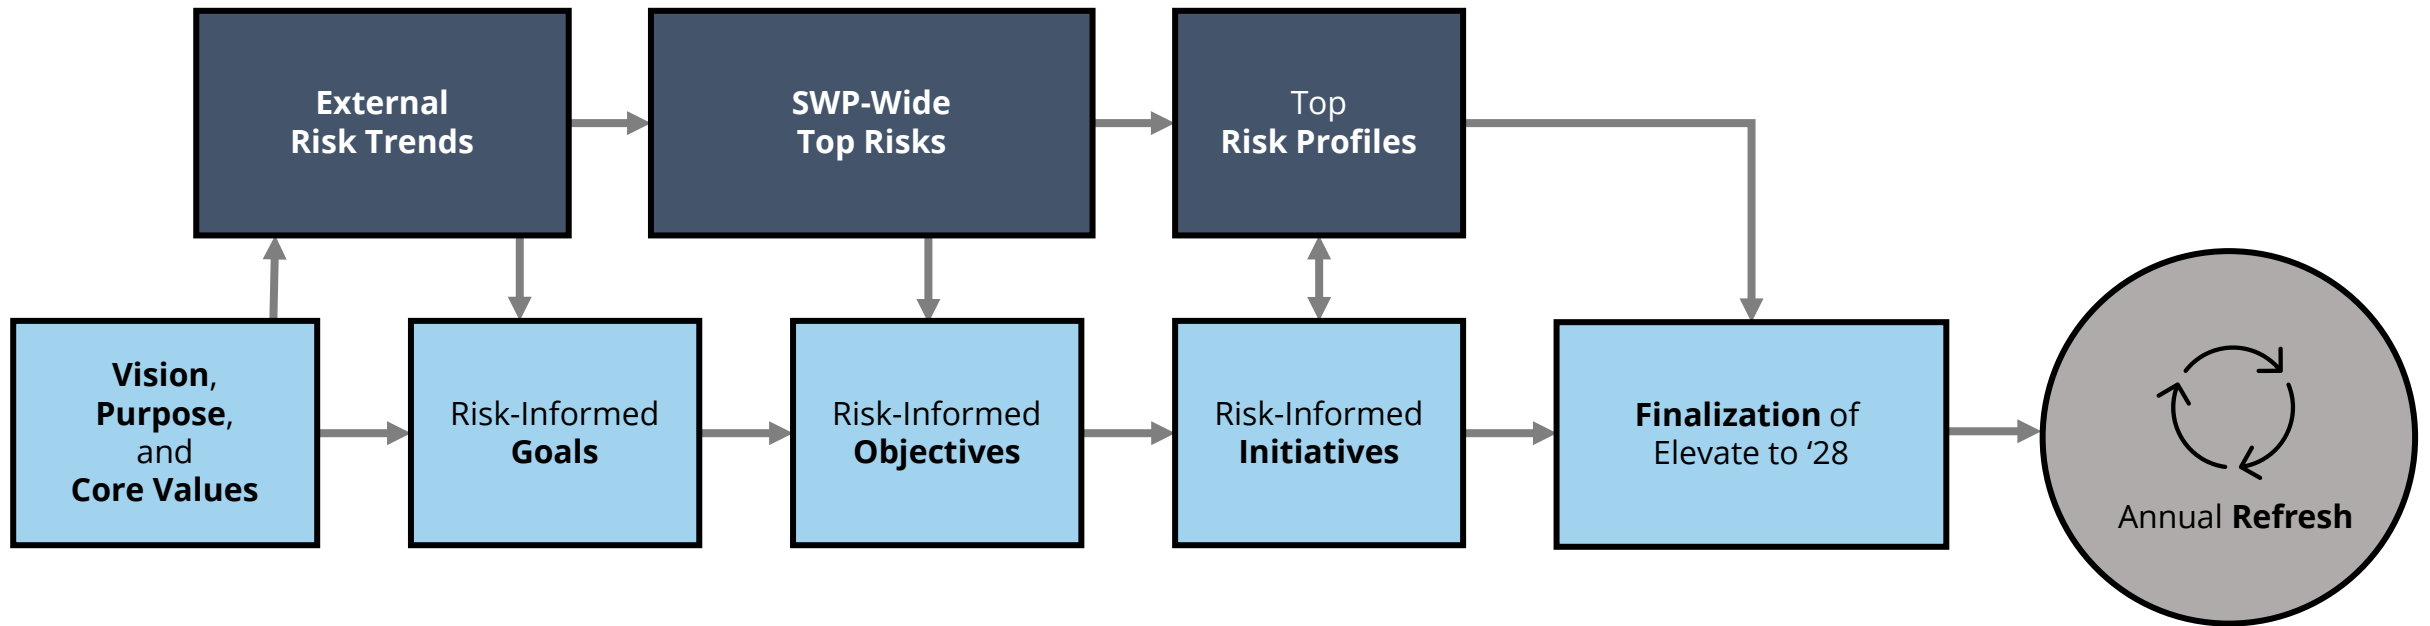 External
Risk Trends
SWP-Wide
Top Risks
Top
Risk Profiles
Vision,
Purpose,
and
Core Values
Risk-Informed
Goals
Risk-Informed
Objectives
Risk-Informed
Initiatives
Finalization of
Elevate to ‘28
Annual Refresh